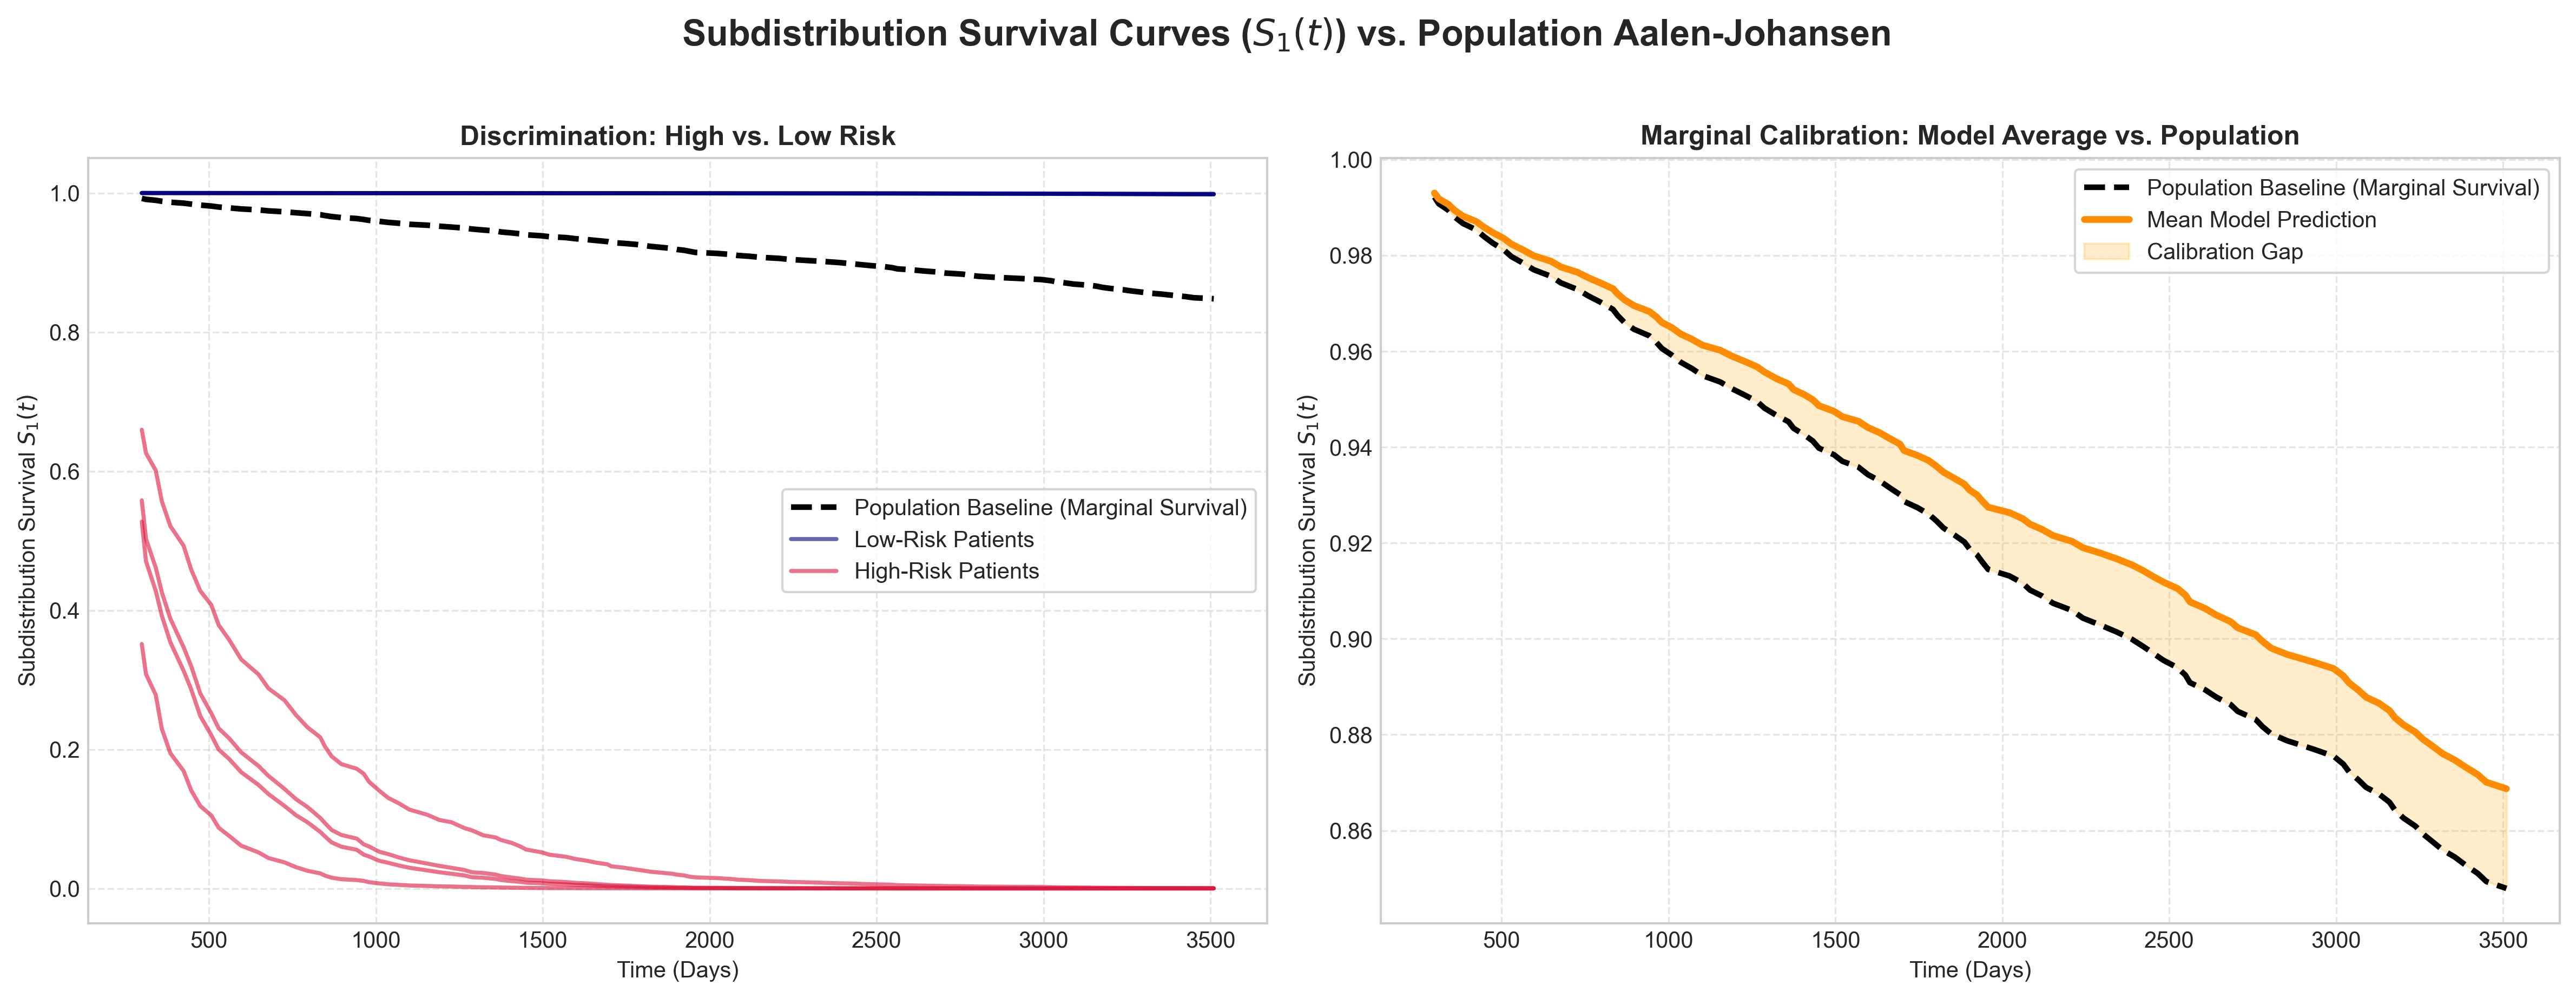 Subdistribution Survival Curves (S₁(t)) vs. Population Aalen-Johansen
Discrimination: High vs. Low Risk
Subdistribution Survival S₁(t)
1.0
0.8
0.6
0.4
0.2
0.0
Population Baseline (Marginal Survival)
Low-Risk Patients
High-Risk Patients
500 1000 1500 2000 2500 3000 3500
Time (Days)
Marginal Calibration: Model Average vs. Population
Subdistribution Survival S₁(t)
1.00
0.98
0.96
0.94
0.92
0.90
0.88
0.86
Population Baseline (Marginal Survival)
Mean Model Prediction
Calibration Gap
500 1000 1500 2000 2500 3000 3500
Time (Days)